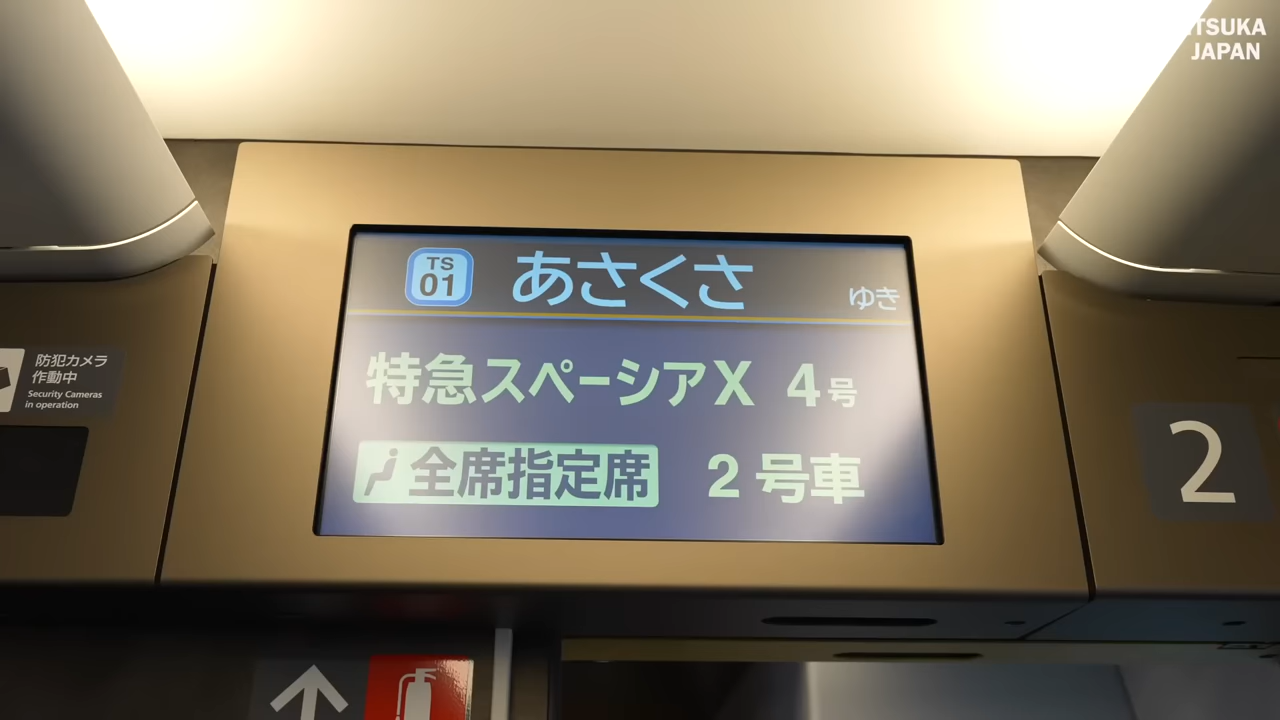 TSUKA
JAPAN
TS
01
あさくさ
ゆき
特急スペーシアX 4号
全席指定席 2号車
防犯カメラ
作動中
Security Cameras
in operation
2